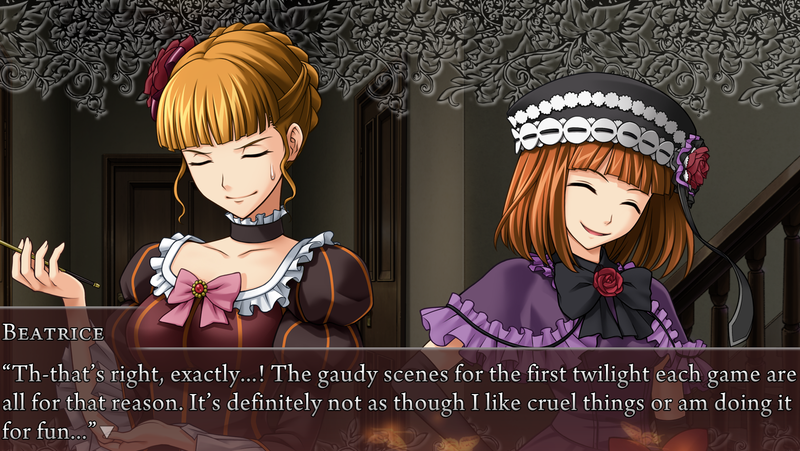 BEATRICE
“Th-that’s right, exactly...! The gaudy scenes for the first twilight each game are
all for that reason. It’s definitely not as though I like cruel things or am doing it
for fun...”